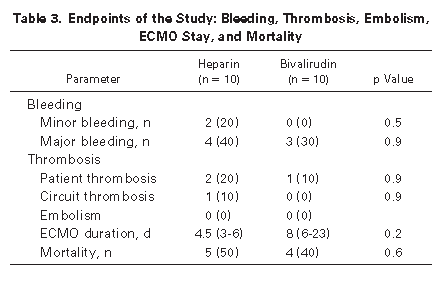 Table 3. Endpoints of the Study: Bleeding, Thrombosis, Embolism,
ECMO Stay, and Mortality
Parameter Heparin (n = 10) Bivalirudin (n = 10) p Value
Bleeding
Minor bleeding, n 2 (20) 0 (0) 0.5
Major bleeding, n 4 (40) 3 (30) 0.9
Thrombosis
Patient thrombosis 2 (20) 1 (10) 0.9
Circuit thrombosis 1 (10) 0 (0) 0.9
Embolism 0 (0) 0 (0)
ECMO duration, d 4.5 (3-6) 8 (6-23) 0.2
Mortality, n 5 (50) 4 (40) 0.6